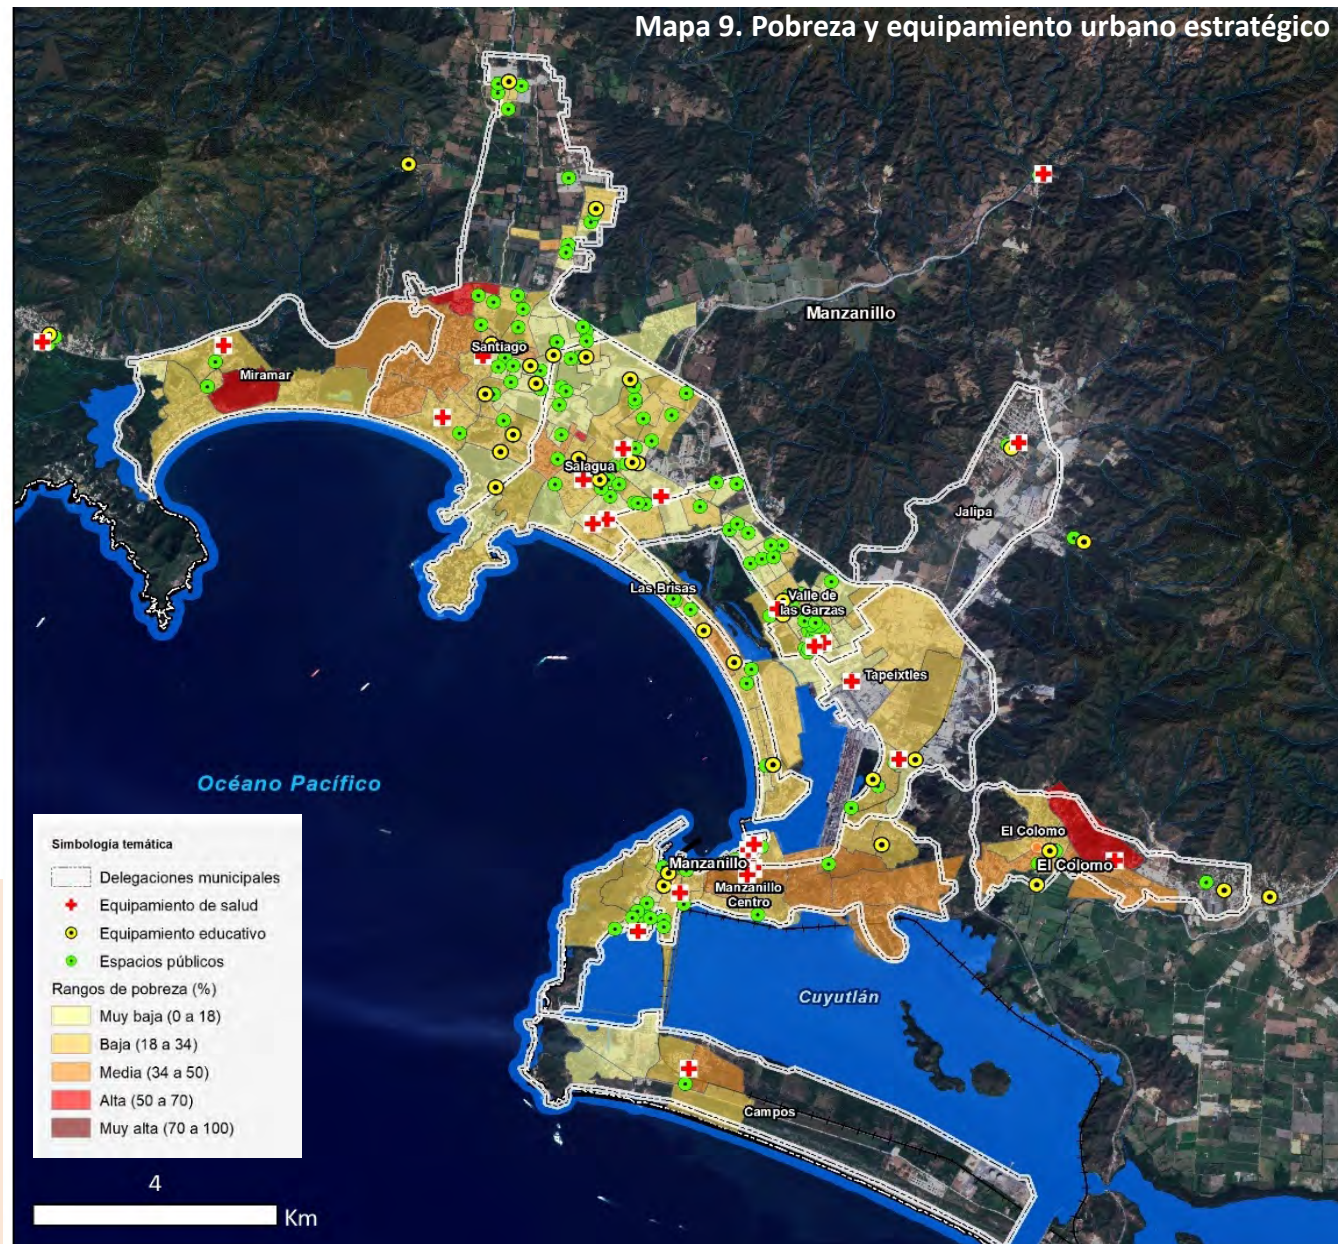 Mapa 9. Pobreza y equipamiento urbano estratégico
Manzanillo
Santiago
Miramar
Salagua
Jalipa
Las Brisas
Valle de
las Garzas
Tapeixtles
Océano Pacífico
El Colomo
El Colomo
Manzanillo
Manzanillo
Centro
Cuyutlán
Campos
Simbología temática
Delegaciones municipales
Equipamiento de salud
Equipamiento educativo
Espacios públicos
Rangos de pobreza (%)
Muy baja (0 a 18)
Baja (18 a 34)
Media (34 a 50)
Alta (50 a 70)
Muy alta (70 a 100)
4
Km